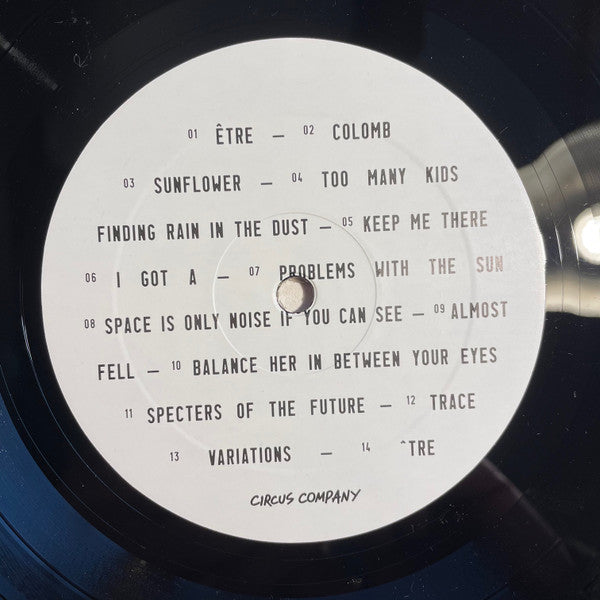 01 ÊTRE — 02 COLOMB
03 SUNFLOWER — 04 TOO MANY KIDS
FINDING RAIN IN THE DUST — 05 KEEP ME THERE
06 I GOT A — 07 PROBLEMS WITH THE SUN
08 SPACE IS ONLY NOISE IF YOU CAN SEE — 09 ALMOST
FELL — 10 BALANCE HER IN BETWEEN YOUR EYES
11 SPECTERS OF THE FUTURE — 12 TRACE
13 VARIATIONS — 14 ^TRE
CIRCUS COMPANY